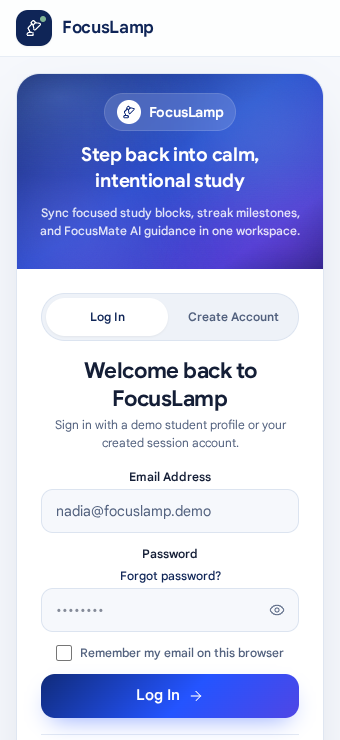 FocusLamp
FocusLamp
Step back into calm,
intentional study
Sync focused study blocks, streak milestones,
and FocusMate AI guidance in one workspace.
Log In
Create Account
Welcome back to
FocusLamp
Sign in with a demo student profile or your
created session account.
Email Address
nadia@focuslamp.demo
Password
Forgot password?
••••••••
Remember my email on this browser
Log In →